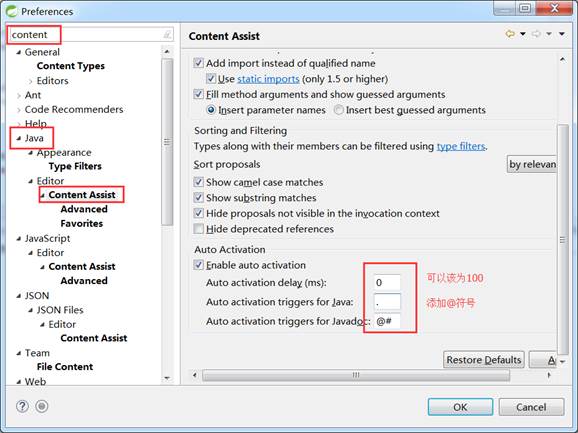 Preferences
content
General
Content Types
Editors
Ant
Code Recommenders
Help
Java
Appearance
Type Filters
Editor
Content Assist
Advanced
Favorites
JavaScript
Editor
Content Assist
Advanced
JSON
JSON Files
Editor
Content Assist
Team
File Content
Web
Content Assist
Add import instead of qualified name
Use static imports (only 1.5 or higher)
Fill method arguments and show guessed arguments
Insert parameter names Insert best guessed arguments
Sorting and Filtering
Types along with their members can be filtered using type filters.
Sort proposals by relevan
Show camel case matches
Show substring matches
Hide proposals not visible in the invocation context
Hide deprecated references
Auto Activation
Enable auto activation
Auto activation delay (ms): 0 可以该为100
Auto activation triggers for Java: . 添加@符号
Auto activation triggers for Javadoc: @#
Restore Defaults
OK Cancel